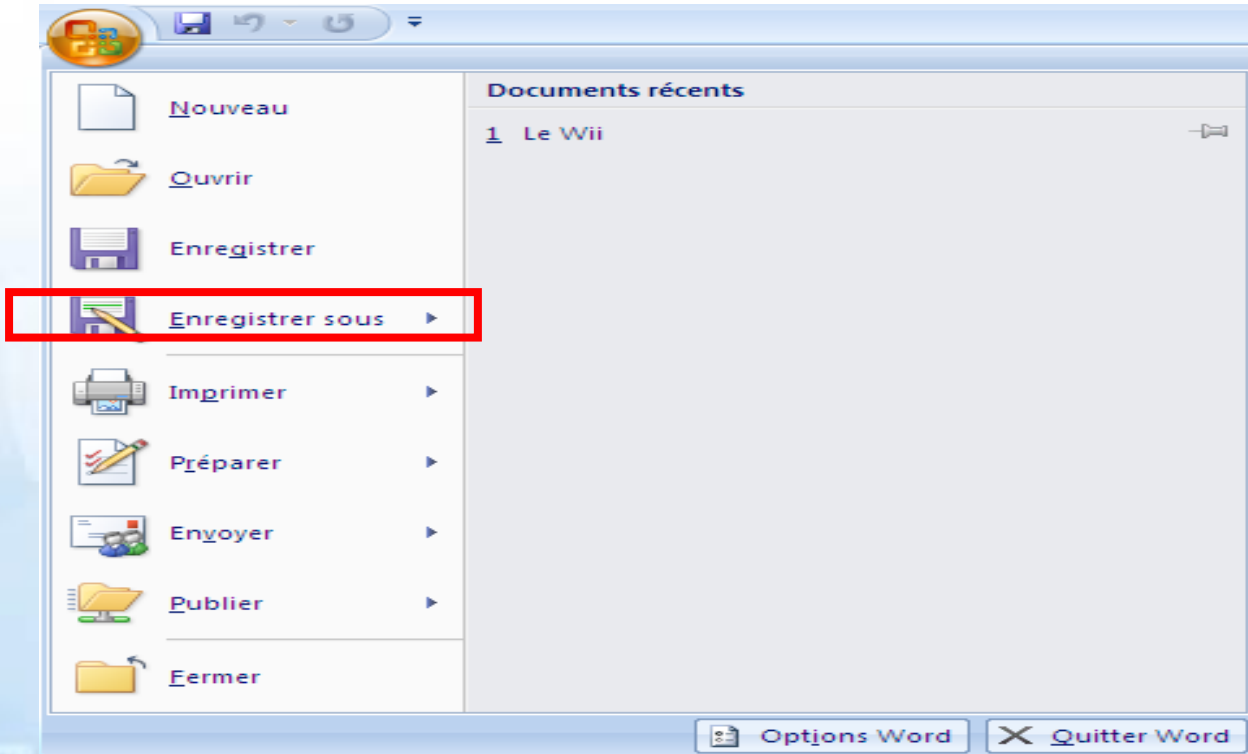 Nouveau
Ouvrir
Enregistrer
Enregistrer sous
Imprimer
Préparer
Envoyer
Publier
Fermer
Documents récents
1 Le Wii
Options Word
Quitter Word